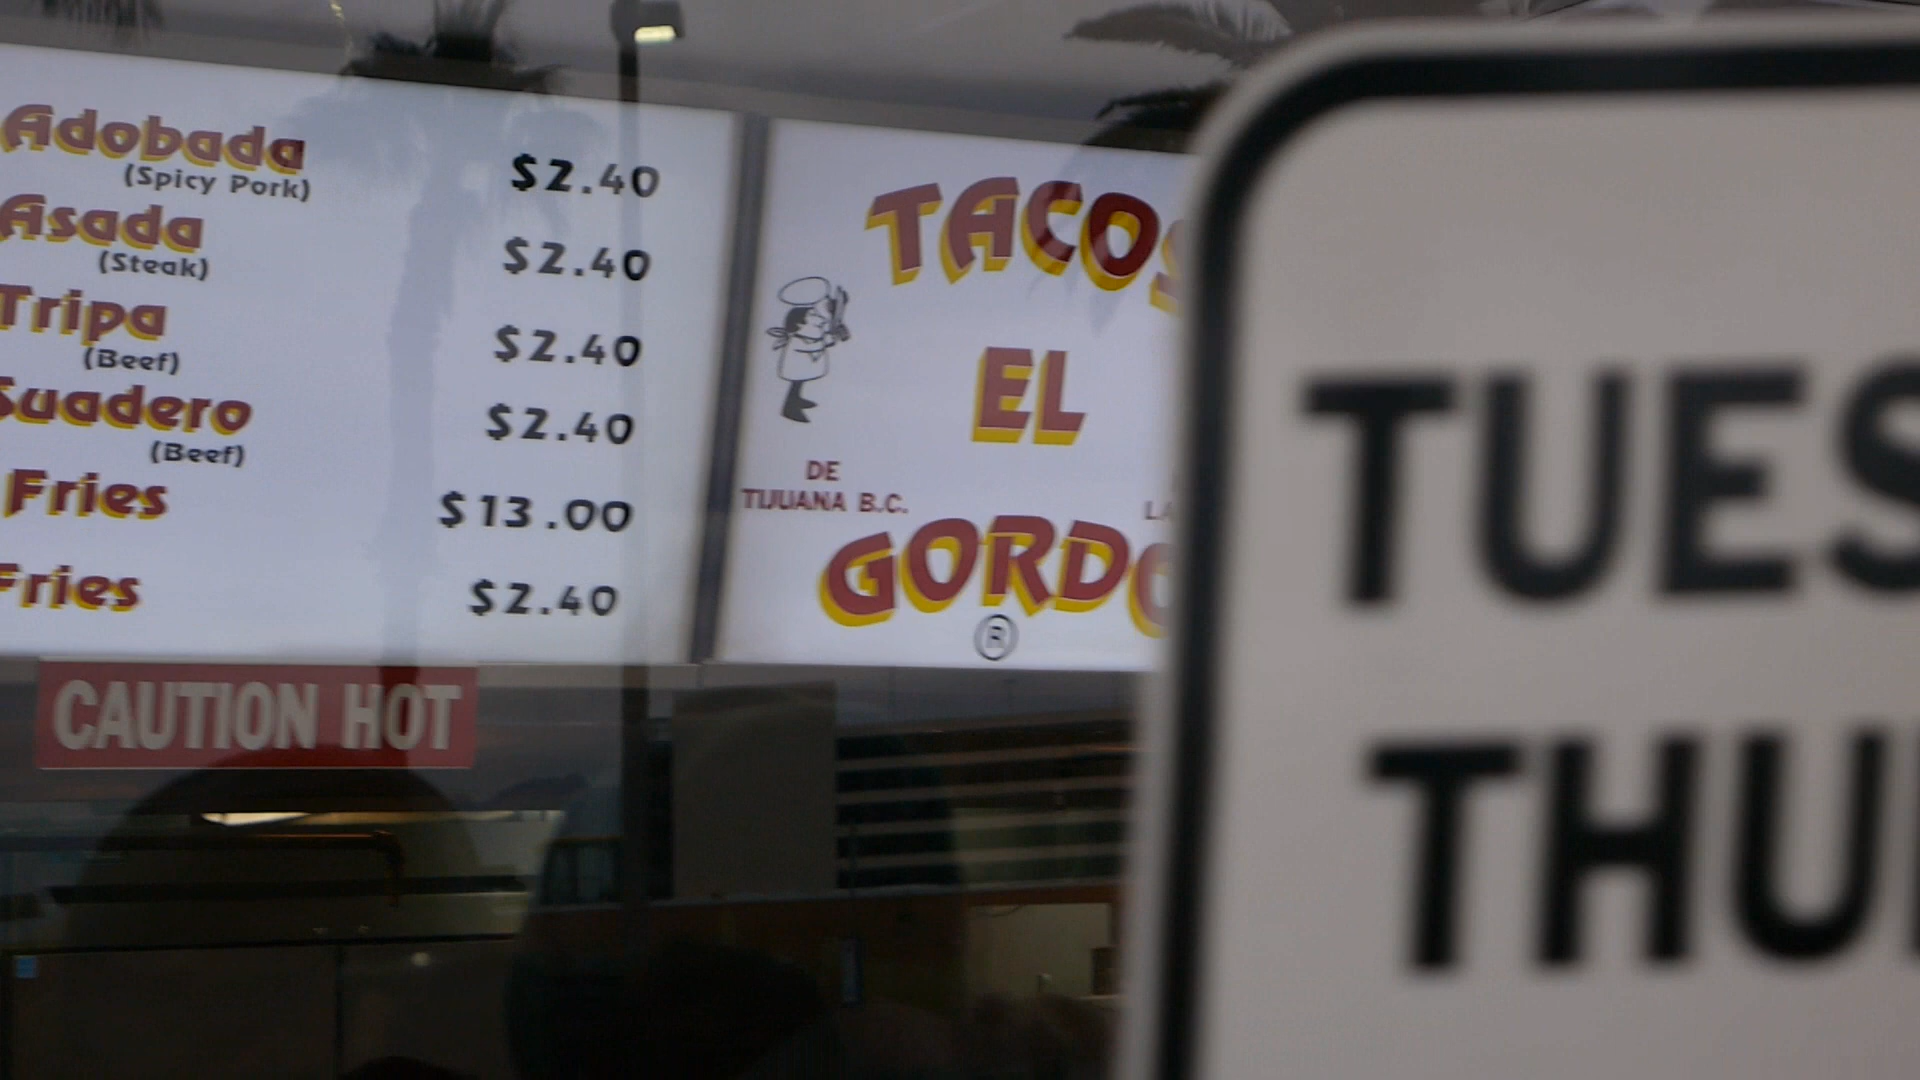 Adobada
(Spicy Pork)
$2.40
Asada
(Steak)
$2.40
Tripa
(Beef)
$2.40
Suadero
(Beef)
$2.40
Fries
$13.00
Fries
$2.40
CAUTION HOT
TACOS
EL
DE
TIJUANA B.C.
GORDO
®
TUES
THU